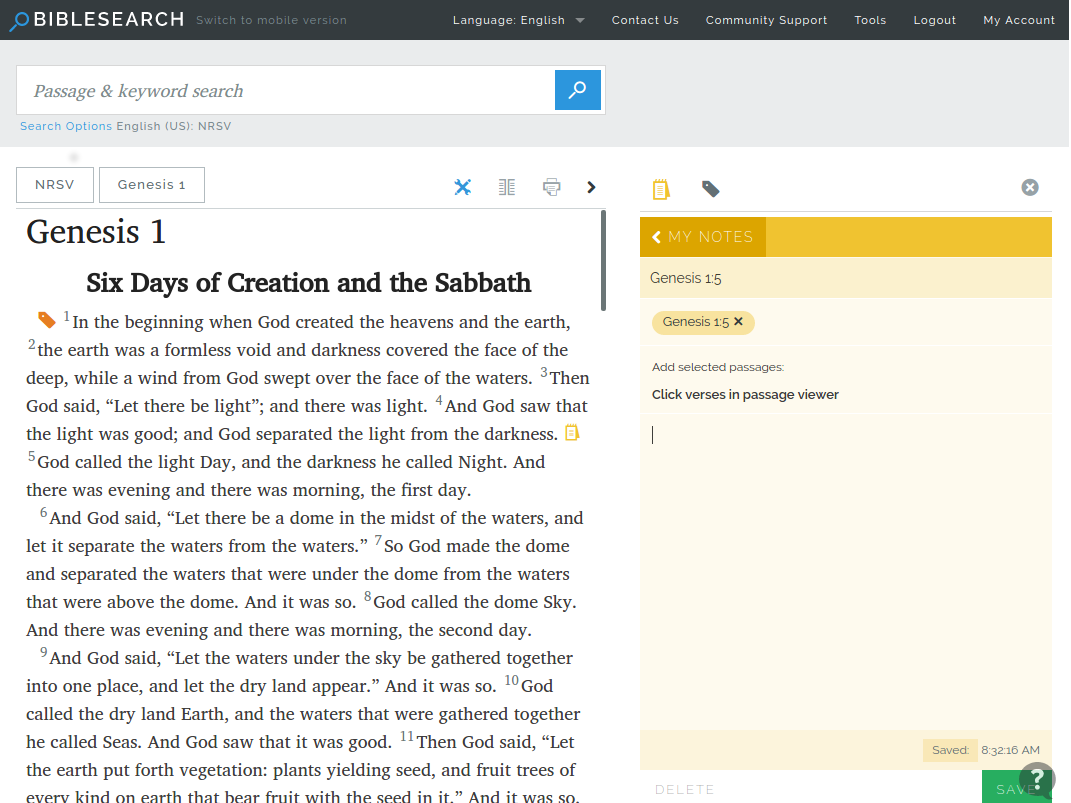 BIBLESEARCH Switch to mobile version Language: English Contact Us Community Support Tools Logout My Account
Passage & keyword search
Search Options English (US): NRSV
NRSV Genesis 1
Genesis 1
Six Days of Creation and the Sabbath
1 In the beginning when God created the heavens and the earth,
2 the earth was a formless void and darkness covered the face of the
deep, while a wind from God swept over the face of the waters. 3 Then
God said, “Let there be light”; and there was light. 4 And God saw that
the light was good; and God separated the light from the darkness.
5 God called the light Day, and the darkness he called Night. And
there was evening and there was morning, the first day.
6 And God said, “Let there be a dome in the midst of the waters, and
let it separate the waters from the waters.” 7 So God made the dome
and separated the waters that were under the dome from the waters
that were above the dome. And it was so. 8 God called the dome Sky.
And there was evening and there was morning, the second day.
9 And God said, “Let the waters under the sky be gathered together
into one place, and let the dry land appear.” And it was so. 10 God
called the dry land Earth, and the waters that were gathered together
he called Seas. And God saw that it was good. 11 Then God said, “Let
the earth put forth vegetation: plants yielding seed, and fruit trees of
every kind on earth that bear fruit with the seed in it.” And it was so.
MY NOTES
Genesis 1:5
Genesis 1:5 ✕
Add selected passages:
Click verses in passage viewer
Saved: 8:32:16 AM
DELETE SAVE ?